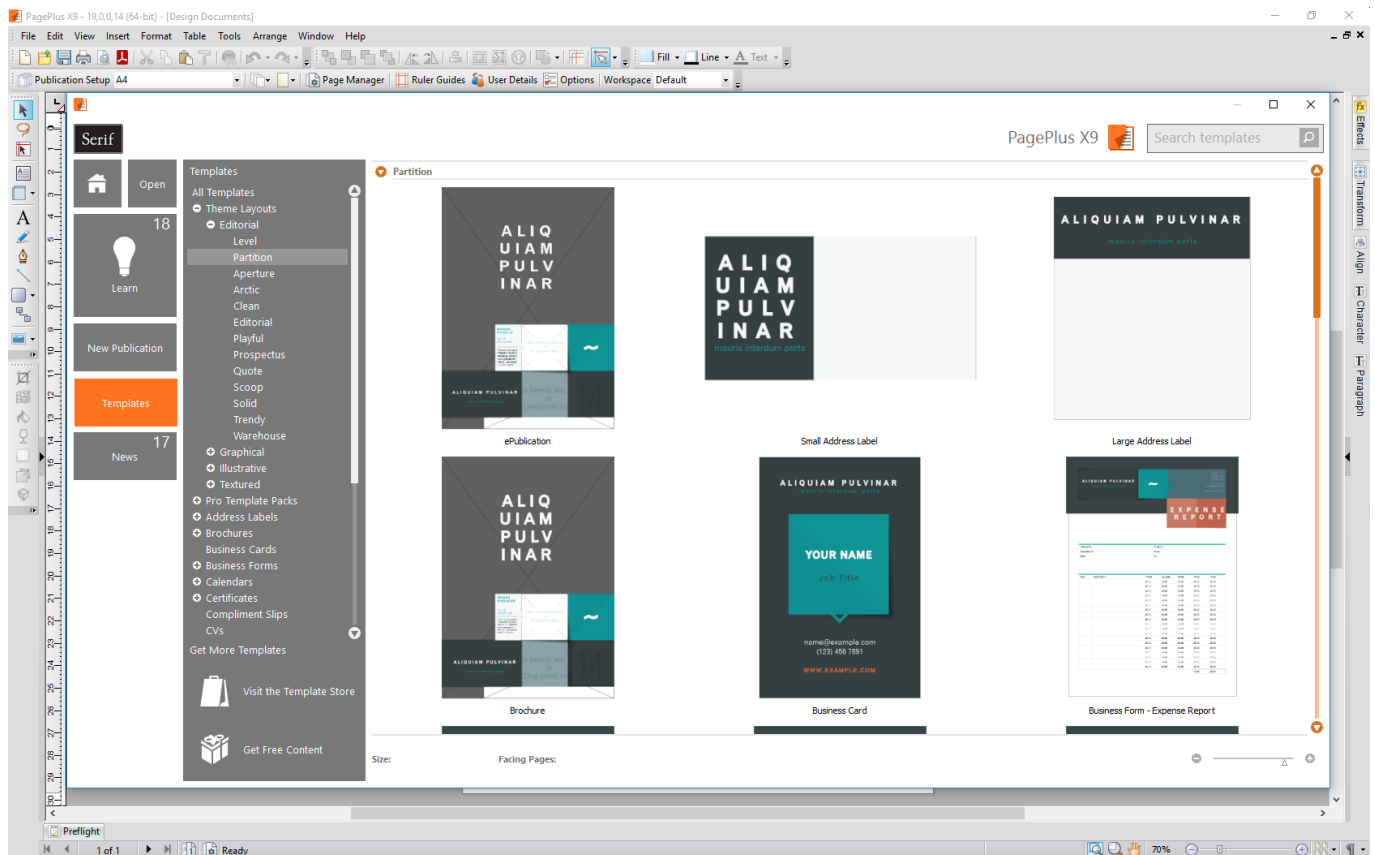 PagePlus X9 - 19,0,0,14 (64-bit) - [Design Documents]
File Edit View Insert Format Table Tools Arrange Window Help
Fill Line A Text
Publication Setup A4 Page Manager Ruler Guides User Details Options Workspace Default
Serif
PagePlus X9
Search templates
Open
18
Learn
New Publication
Templates
17
News
Templates
All Templates
Theme Layouts
Editorial
Level
Partition
Aperture
Arctic
Clean
Editorial
Playful
Prospectus
Quote
Scoop
Solid
Trendy
Warehouse
Graphical
Illustrative
Textured
Pro Template Packs
Address Labels
Brochures
Business Cards
Business Forms
Calendars
Certificates
Compliment Slips
CVs
Get More Templates
Visit the Template Store
Get Free Content
Partition
ALIQ
UIAM
PULV
INAR
~
ALIQUIAM PULVINAR
14
ePublication
ALIQ
UIAM
PULV
INAR
mauris interdum porta
Small Address Label
ALIQUIAM PULVINAR
mauris interdum porta
Large Address Label
ALIQ
UIAM
PULV
INAR
~
ALIQUIAM PULVINAR
14
Brochure
ALIQUIAM PULVINAR
mauris interdum porta
YOUR NAME
Job Title
name@example.com
(123) 456 7891
WWW.EXAMPLE.COM
Business Card
ALIQUIAM PULVINAR
~
EXPENSE
REPORT
Business Form - Expense Report
Size: Facing Pages:
Effects
Transform
Align
Character
Paragraph
Preflight
1 of 1 Ready 70%